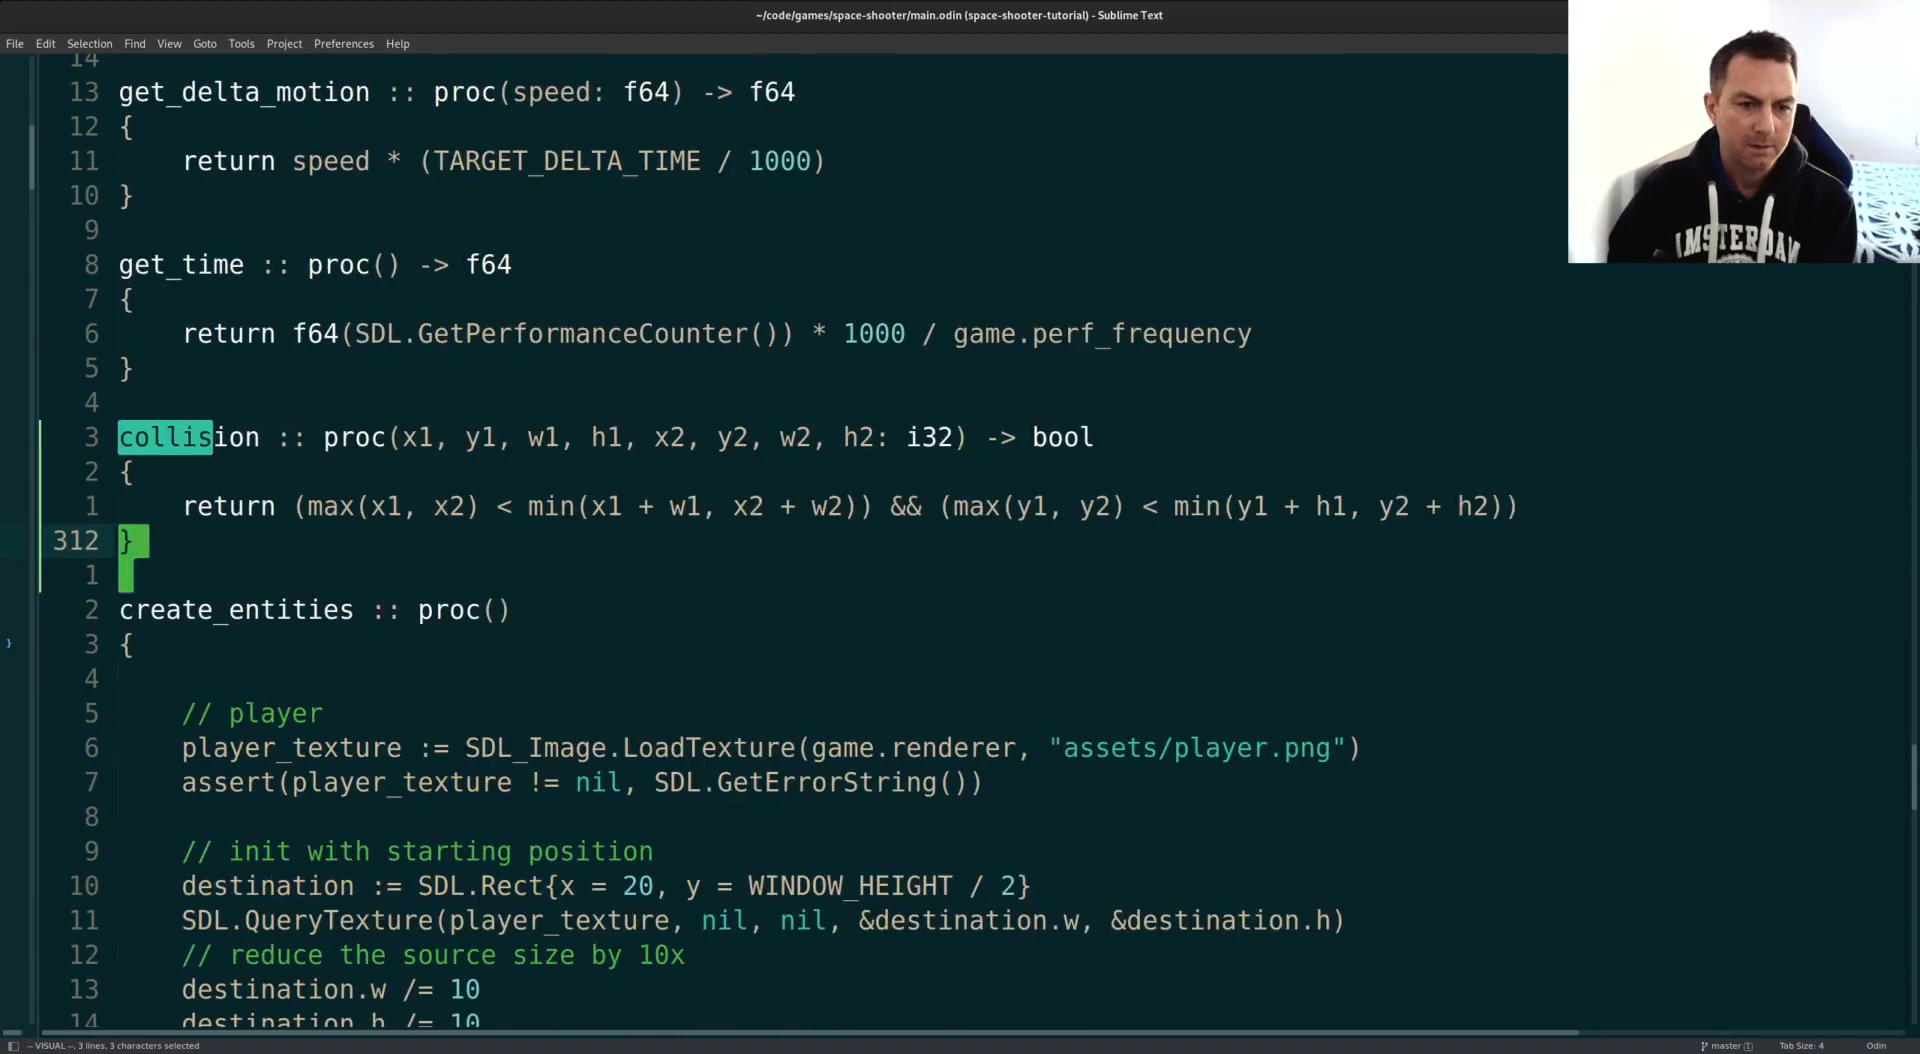 ~/code/games/space-shooter/main.odin (space-shooter-tutorial) - Sublime Text
File Edit Selection Find View Goto Tools Project Preferences Help
14
13 get_delta_motion :: proc(speed: f64) -> f64
12 {
11 return speed * (TARGET_DELTA_TIME / 1000)
10 }
9
8 get_time :: proc() -> f64
7 {
6 return f64(SDL.GetPerformanceCounter()) * 1000 / game.perf_frequency
5 }
4
3 collision :: proc(x1, y1, w1, h1, x2, y2, w2, h2: i32) -> bool
2 {
1 return (max(x1, x2) < min(x1 + w1, x2 + w2)) && (max(y1, y2) < min(y1 + h1, y2 + h2))
312 }
1
2 create_entities :: proc()
3 {
4
5 // player
6 player_texture := SDL_Image.LoadTexture(game.renderer, "assets/player.png")
7 assert(player_texture != nil, SDL.GetErrorString())
8
9 // init with starting position
10 destination := SDL.Rect{x = 20, y = WINDOW_HEIGHT / 2}
11 SDL.QueryTexture(player_texture, nil, nil, &destination.w, &destination.h)
12 // reduce the source size by 10x
13 destination.w /= 10
14 destination.h /= 10
-- VISUAL --, 3 lines, 3 characters selected
master 1 Tab Size: 4 Odin
AMSTERDAM